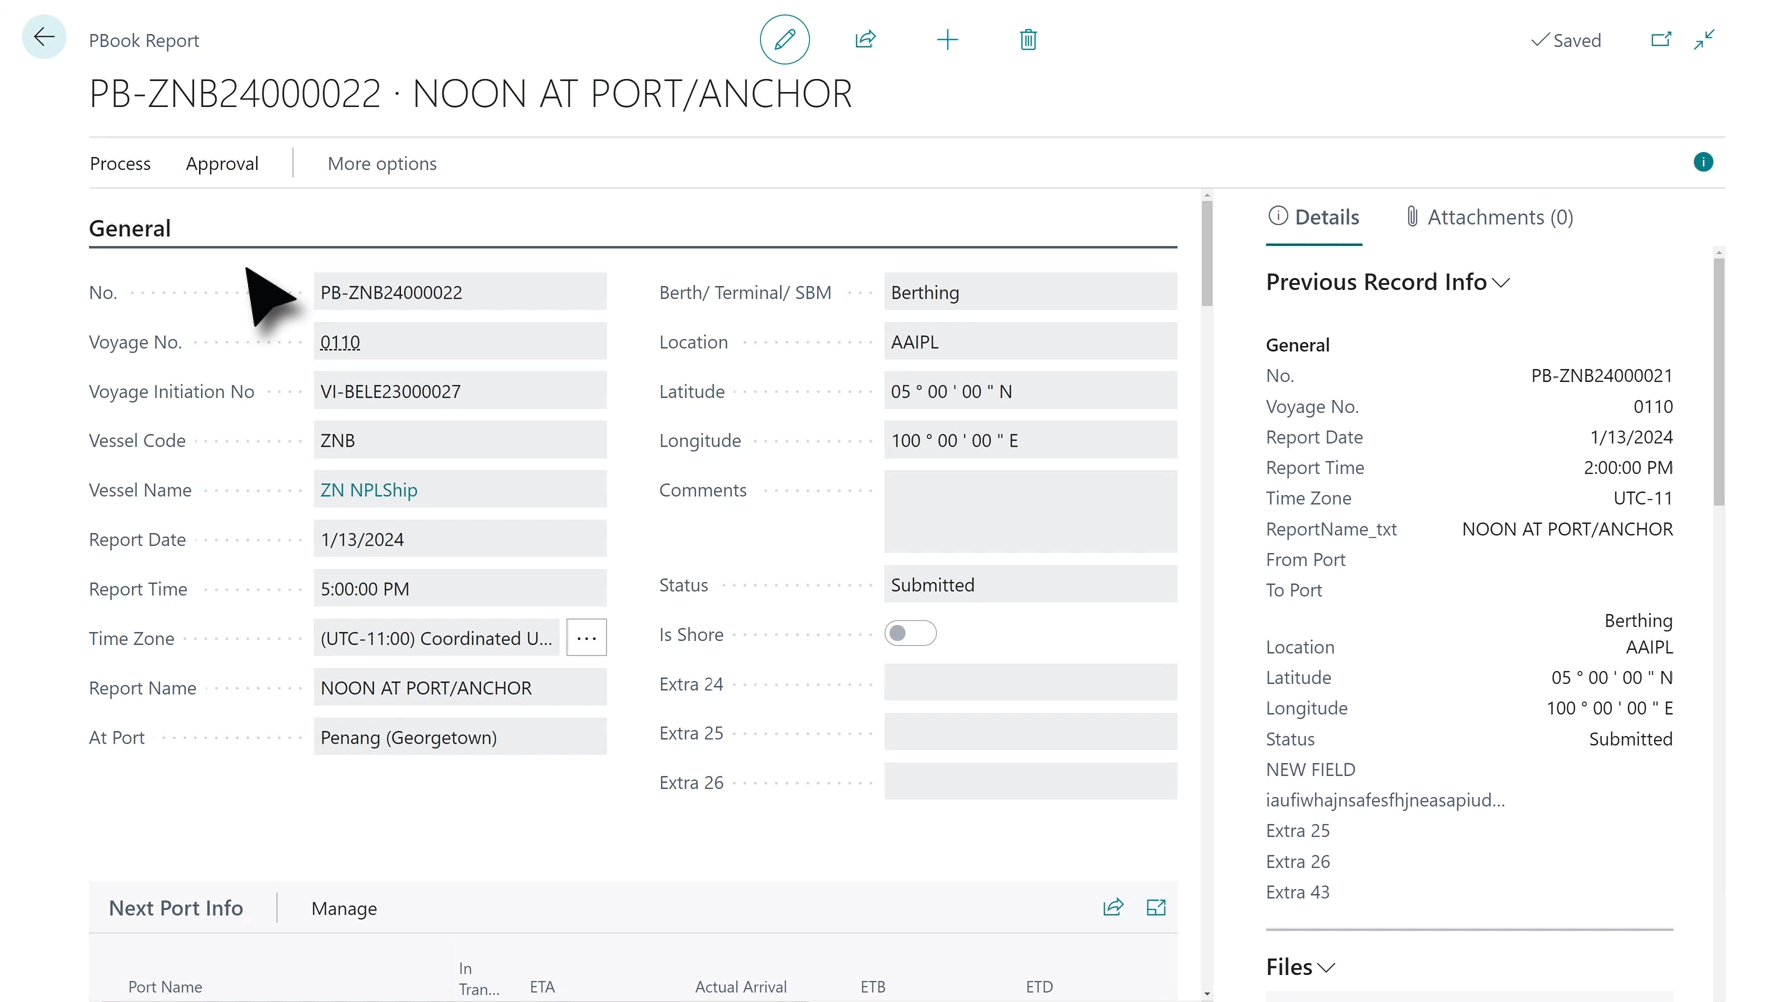 PBook Report
Saved
PB-ZNB24000022 · NOON AT PORT/ANCHOR
Process
Approval
More options
General
No.
PB-ZNB24000022
Voyage No.
0110
Voyage Initiation No
VI-BELE23000027
Vessel Code
ZNB
Vessel Name
ZN NPLShip
Report Date
1/13/2024
Report Time
5:00:00 PM
Time Zone
(UTC-11:00) Coordinated U...
Report Name
NOON AT PORT/ANCHOR
At Port
Penang (Georgetown)
Berth/ Terminal/ SBM
Berthing
Location
AAIPL
Latitude
05 ° 00 ' 00 " N
Longitude
100 ° 00 ' 00 " E
Comments
Status
Submitted
Is Shore
Extra 24
Extra 25
Extra 26
Next Port Info
Manage
Port Name
In
Tran...
ETA
Actual Arrival
ETB
ETD
Details
Attachments (0)
Previous Record Info
General
No.
PB-ZNB24000021
Voyage No.
0110
Report Date
1/13/2024
Report Time
2:00:00 PM
Time Zone
UTC-11
ReportName_txt
NOON AT PORT/ANCHOR
From Port
To Port
Berthing
Location
AAIPL
Latitude
05 ° 00 ' 00 " N
Longitude
100 ° 00 ' 00 " E
Status
Submitted
NEW FIELD
iaufiwhajnsafesfhjneasapiud...
Extra 25
Extra 26
Extra 43
Files